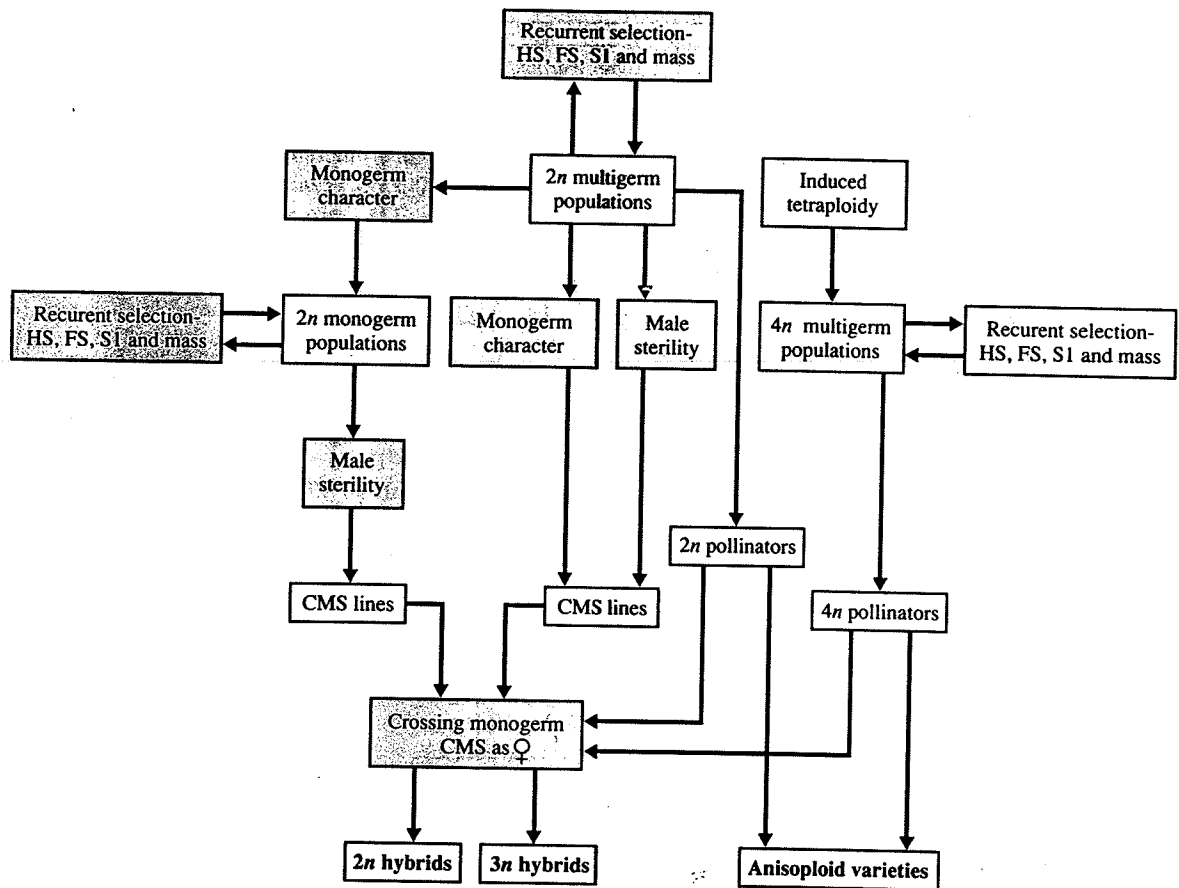 Recurrent selection-
HS, FS, S1 and mass
Monogerm
character
2n multigerm
populations
Induced
tetraploidy
Recurent selection-
HS, FS, S1 and mass
2n monogerm
populations
Monogerm
character
Male
sterility
4n multigerm
populations
Recurent selection-
HS, FS, S1 and mass
Male
sterility
2n pollinators
CMS lines
CMS lines
4n pollinators
Crossing monogerm
CMS as ♀
2n hybrids
3n hybrids
Anisoploid varieties